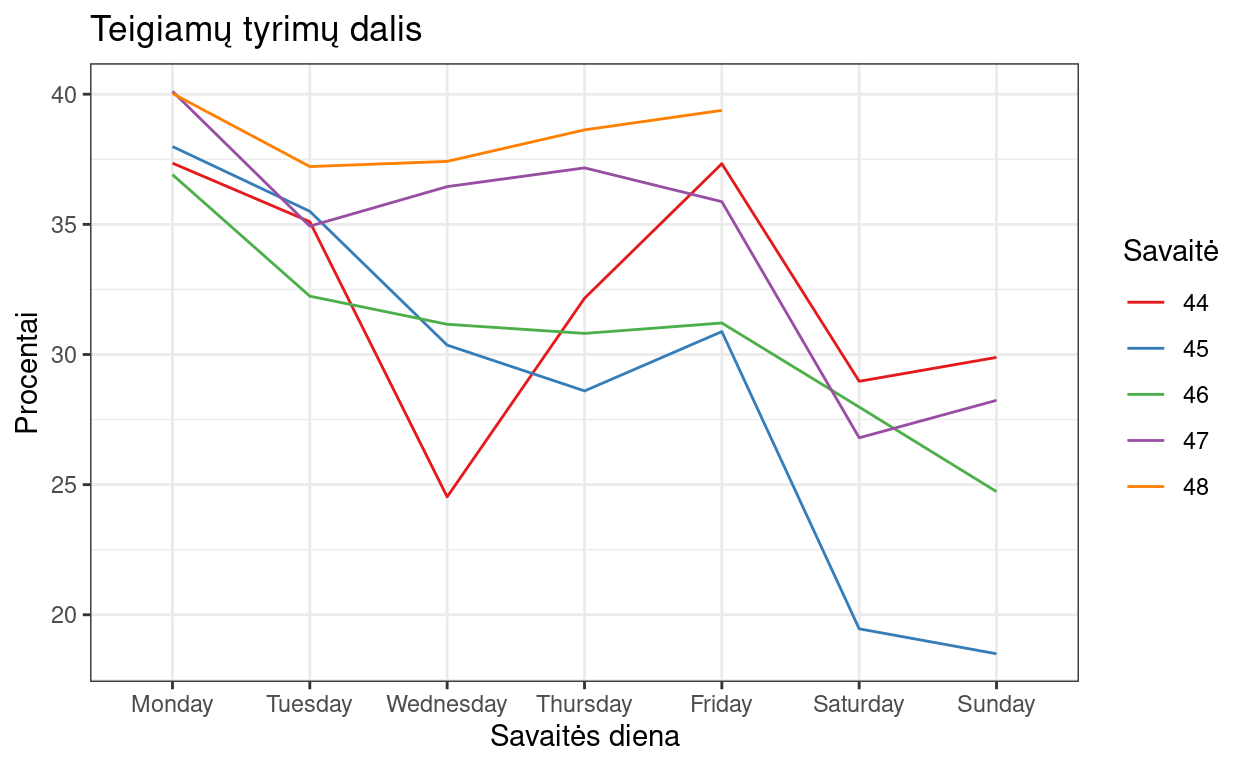 Teigiamų tyrimų dalis
Procentai
40
35
30
25
20
Monday Tuesday Wednesday Thursday Friday Saturday Sunday
Savaitės diena
Savaitė
44
45
46
47
48